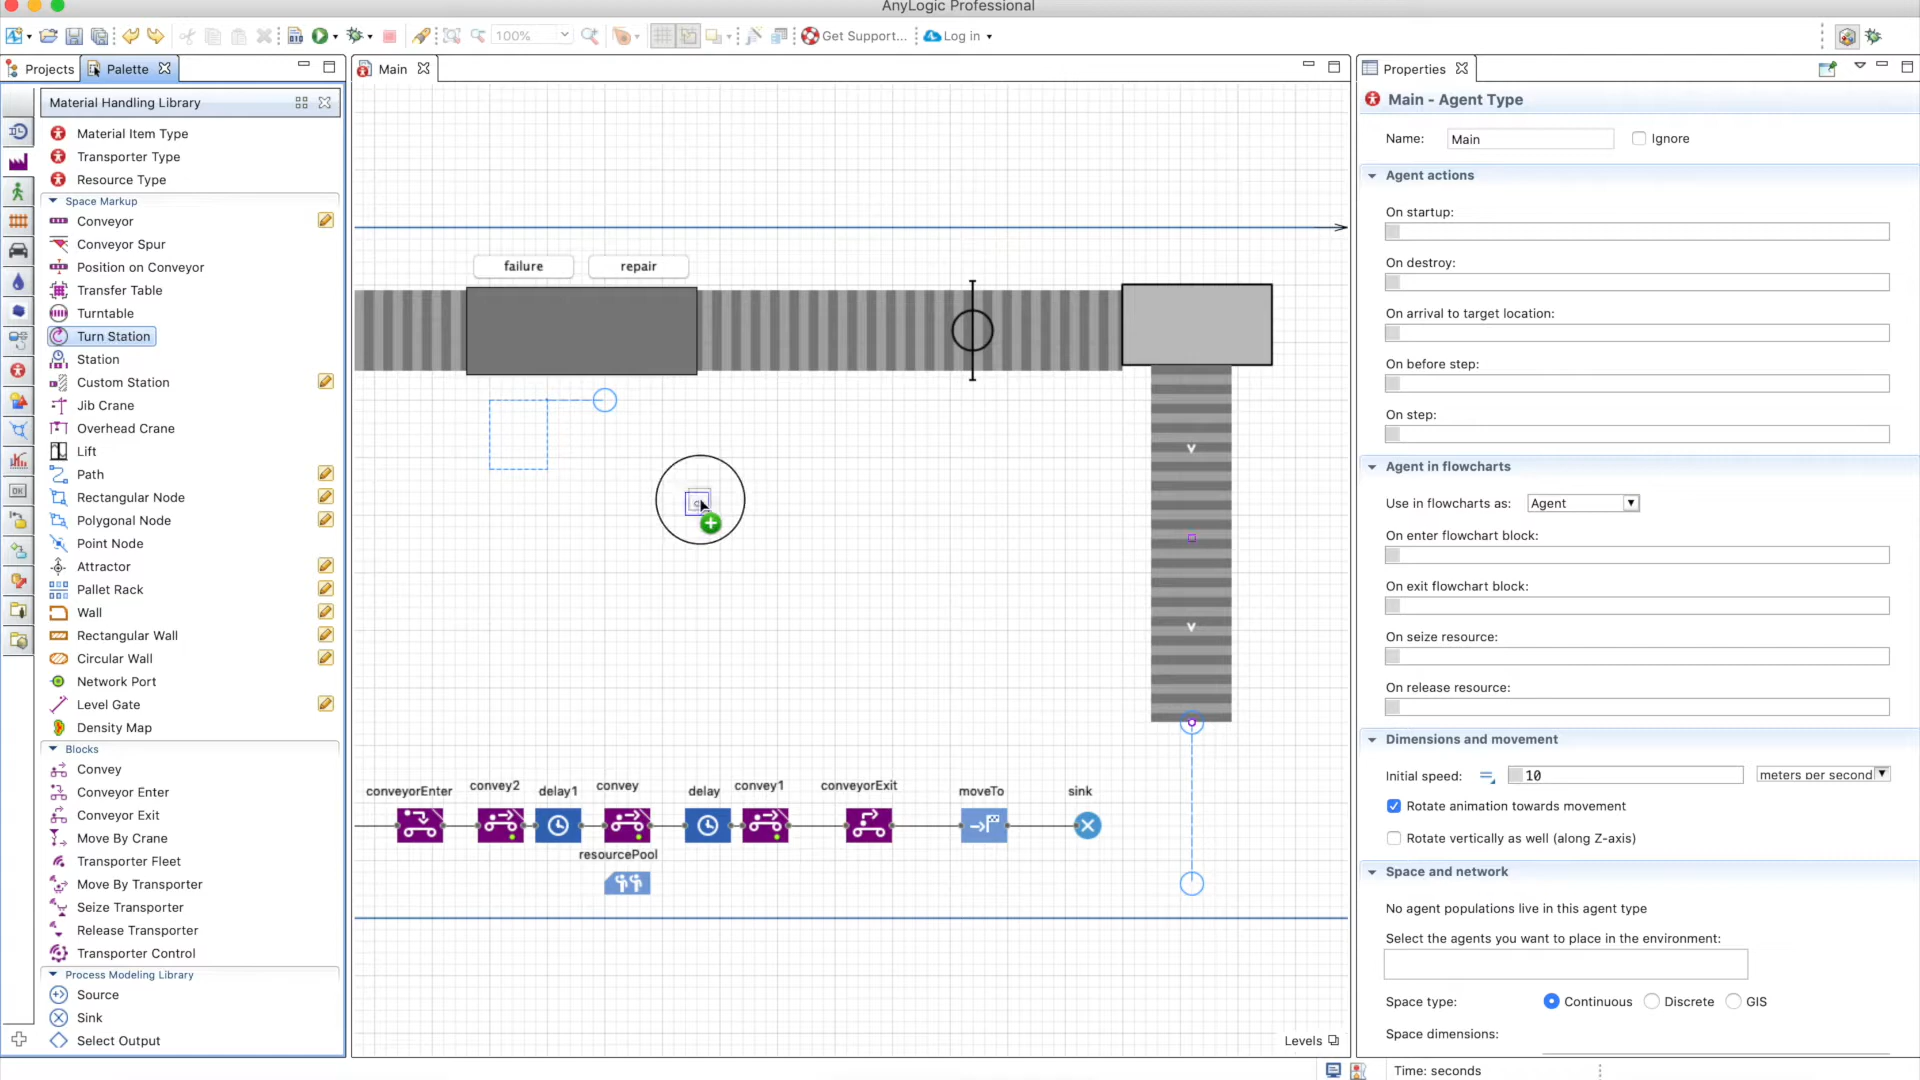 AnyLogic Professional
100%
Get Support...
Log in
Projects
Palette
Main
Properties
Material Handling Library
Material Item Type
Transporter Type
Resource Type
Space Markup
Conveyor
Conveyor Spur
Position on Conveyor
Transfer Table
Turntable
Turn Station
Station
Custom Station
Jib Crane
Overhead Crane
Lift
Path
Rectangular Node
Polygonal Node
Point Node
Attractor
Pallet Rack
Wall
Rectangular Wall
Circular Wall
Network Port
Level Gate
Density Map
Blocks
Convey
Conveyor Enter
Conveyor Exit
Move By Crane
Transporter Fleet
Move By Transporter
Seize Transporter
Release Transporter
Transporter Control
Process Modeling Library
Source
Sink
Select Output
failure
repair
conveyorEnter
convey2
delay1
convey
delay
convey1
conveyorExit
moveTo
sink
resourcePool
Levels
Main - Agent Type
Name:
Main
Ignore
Agent actions
On startup:
On destroy:
On arrival to target location:
On before step:
On step:
Agent in flowcharts
Use in flowcharts as:
Agent
On enter flowchart block:
On exit flowchart block:
On seize resource:
On release resource:
Dimensions and movement
Initial speed:
10
meters per second
Rotate animation towards movement
Rotate vertically as well (along Z-axis)
Space and network
No agent populations live in this agent type
Select the agents you want to place in the environment:
Space type:
Continuous
Discrete
GIS
Space dimensions:
Time: seconds